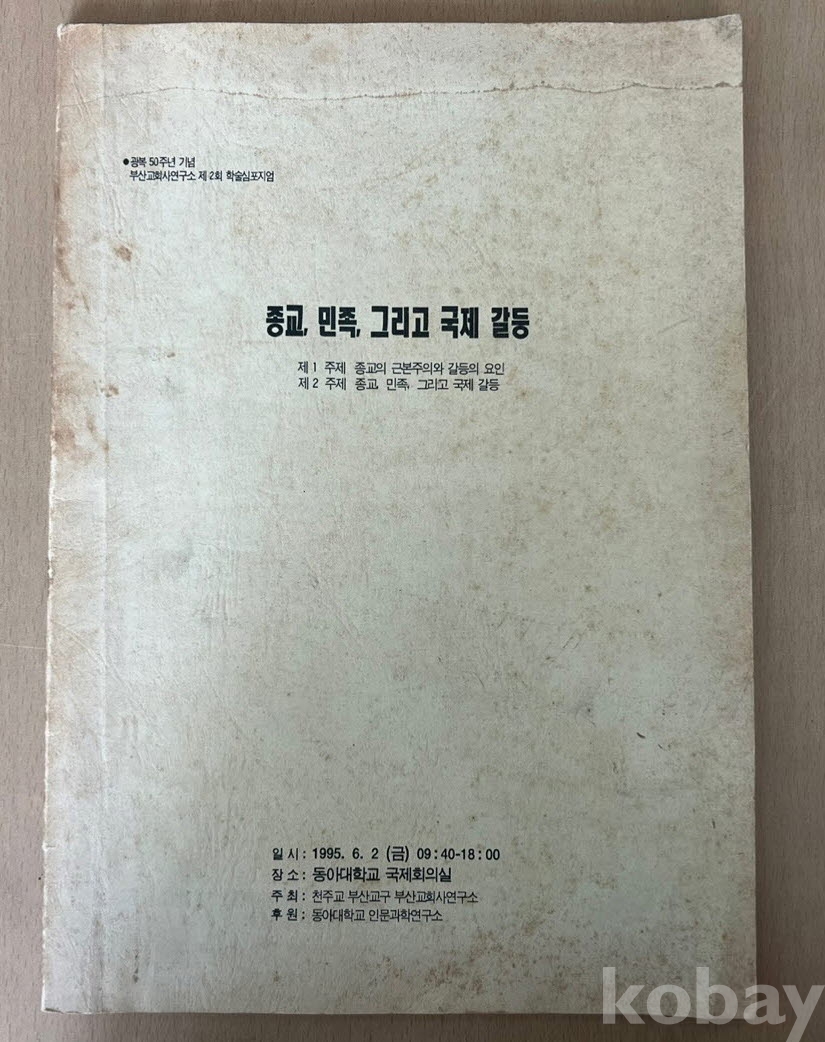 ●광복 50주년 기념
부산교회사연구소 제 2회 학술심포지엄
종교, 민족, 그리고 국제 갈등
제 1 주제 종교의 근본주의와 갈등의 요인
제 2 주제 종교, 민족, 그리고 국제 갈등
일 시 : 1995. 6. 2 (금) 09:40-18:00
장 소 : 동아대학교 국제회의실
주 최 : 천주교 부산교구 부산교회사연구소
후 원 : 동아대학교 인문과학연구소
kobay